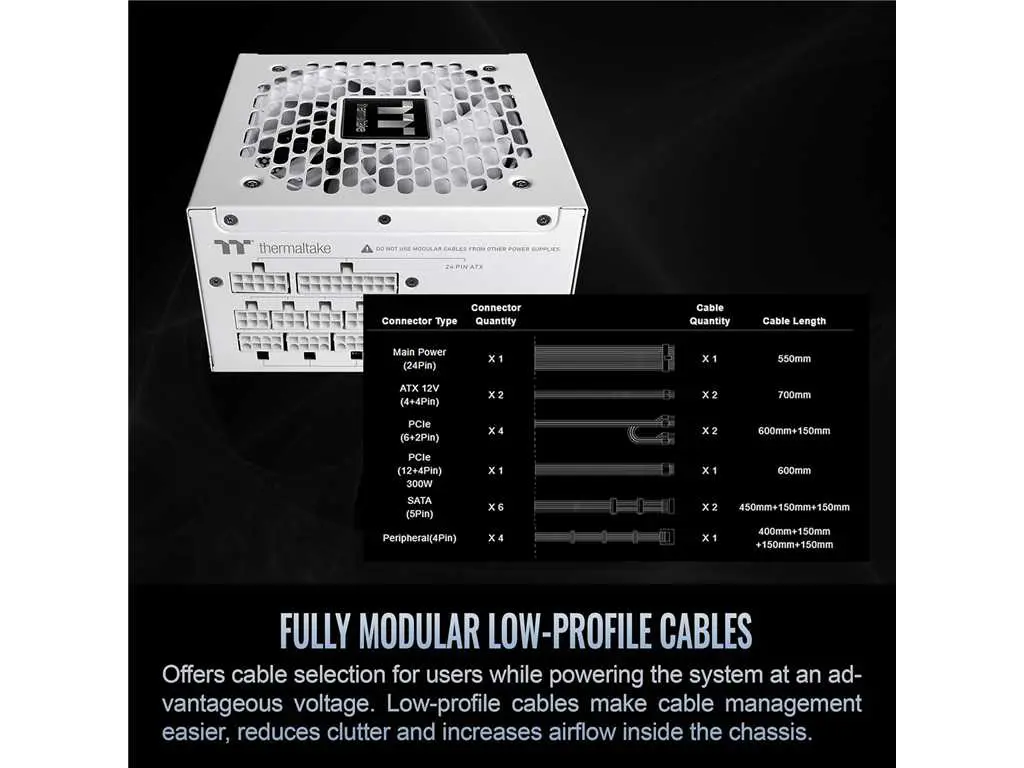 thermaltake
thermaltake
DO NOT USE MODULAR CABLES FROM OTHER POWER SUPPLIES.
24-PIN ATX
Connector Type Connector Quantity Cable Quantity Cable Length
Main Power (24Pin) X 1 X 1 550mm
ATX 12V (4+4Pin) X 2 X 2 700mm
PCIe (6+2Pin) X 4 X 2 600mm+150mm
PCIe (12+4Pin) 300W X 1 X 1 600mm
SATA (5Pin) X 6 X 2 450mm+150mm+150mm
Peripheral(4Pin) X 4 X 1 400mm+150mm +150mm+150mm
FULLY MODULAR LOW-PROFILE CABLES
Offers cable selection for users while powering the system at an ad-
vantageous voltage. Low-profile cables make cable management
easier, reduces clutter and increases airflow inside the chassis.